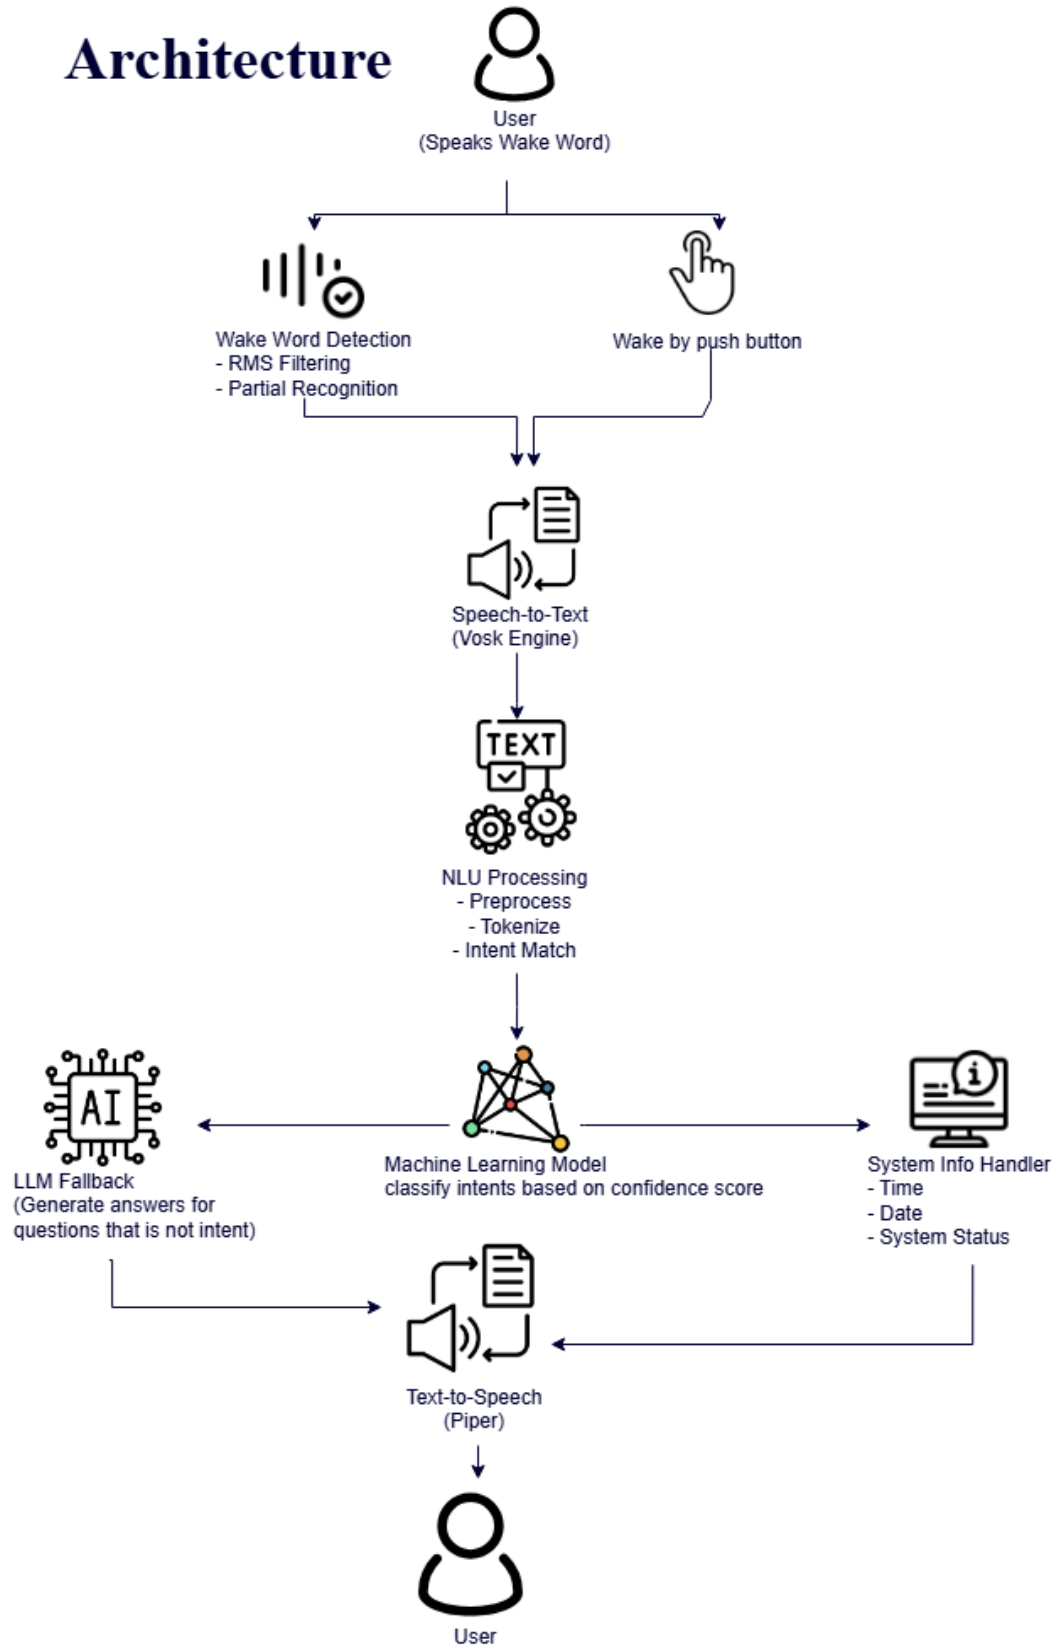 Architecture
User
(Speaks Wake Word)
Wake Word Detection
- RMS Filtering
- Partial Recognition
Wake by push button
Speech-to-Text
(Vosk Engine)
TEXT
NLU Processing
- Preprocess
- Tokenize
- Intent Match
AI
LLM Fallback
(Generate answers for
questions that is not intent)
Machine Learning Model
classify intents based on confidence score
i
System Info Handler
- Time
- Date
- System Status
Text-to-Speech
(Piper)
User